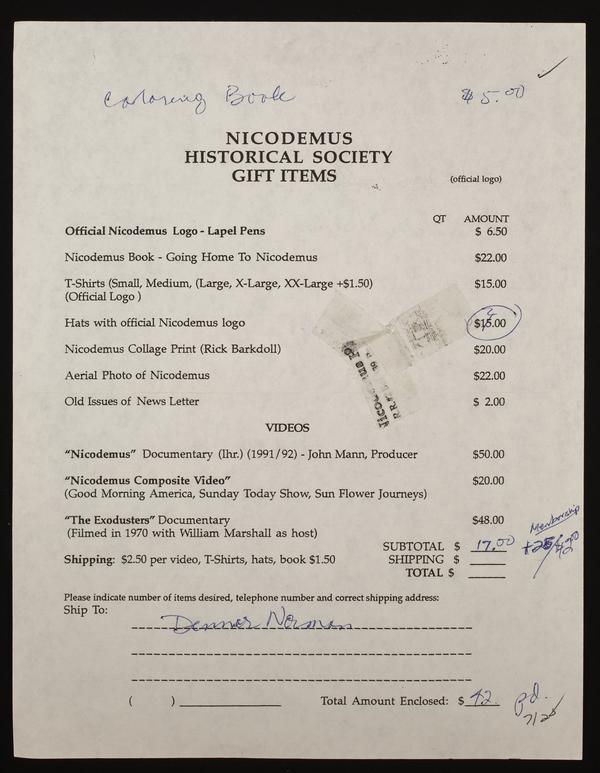 Coloring Book $5.00
NICODEMUS
HISTORICAL SOCIETY
GIFT ITEMS
(official logo)
QT AMOUNT
Official Nicodemus Logo - Lapel Pens $ 6.50
Nicodemus Book - Going Home To Nicodemus $22.00
T-Shirts (Small, Medium, (Large, X-Large, XX-Large +$1.50) $15.00
(Official Logo )
Hats with official Nicodemus logo $15.00
Nicodemus Collage Print (Rick Barkdoll) $20.00
Aerial Photo of Nicodemus $22.00
Old Issues of News Letter $ 2.00
VIDEOS
"Nicodemus" Documentary (lhr.) (1991/92) - John Mann, Producer $50.00
"Nicodemus Composite Video" $20.00
(Good Morning America, Sunday Today Show, Sun Flower Journeys)
"The Exodusters" Documentary $48.00
(Filmed in 1970 with William Marshall as host)
Membership
SUBTOTAL $ 17.00
Shipping: $2.50 per video, T-Shirts, hats, book $1.50 SHIPPING $
TOTAL $
Please indicate number of items desired, telephone number and correct shipping address:
Ship To:
( ) Total Amount Enclosed: $ 42.
Pd.